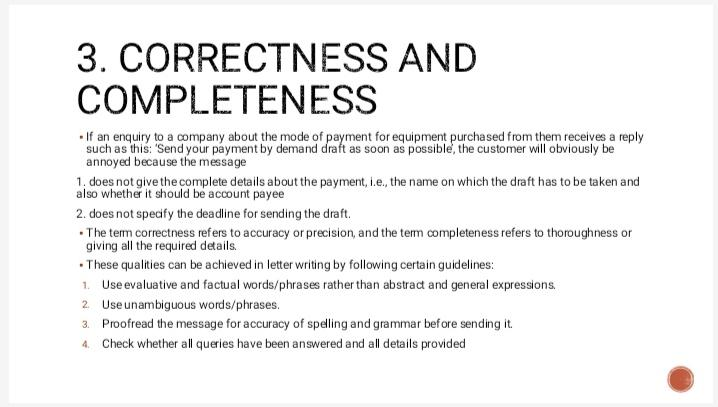 3. CORRECTNESS AND
COMPLETENESS
▪ If an enquiry to a company about the mode of payment for equipment purchased from them receives a reply
such as this: 'Send your payment by demand draft as soon as possible', the customer will obviously be
annoyed because the message
1. does not give the complete details about the payment, i.e., the name on which the draft has to be taken and
also whether it should be account payee
2. does not specify the deadline for sending the draft.
▪ The term correctness refers to accuracy or precision, and the term completeness refers to thoroughness or
giving all the required details.
▪ These qualities can be achieved in letter writing by following certain guidelines:
1. Use evaluative and factual words/phrases rather than abstract and general expressions.
2. Use unambiguous words/phrases.
3. Proofread the message for accuracy of spelling and grammar before sending it.
4. Check whether all queries have been answered and all details provided